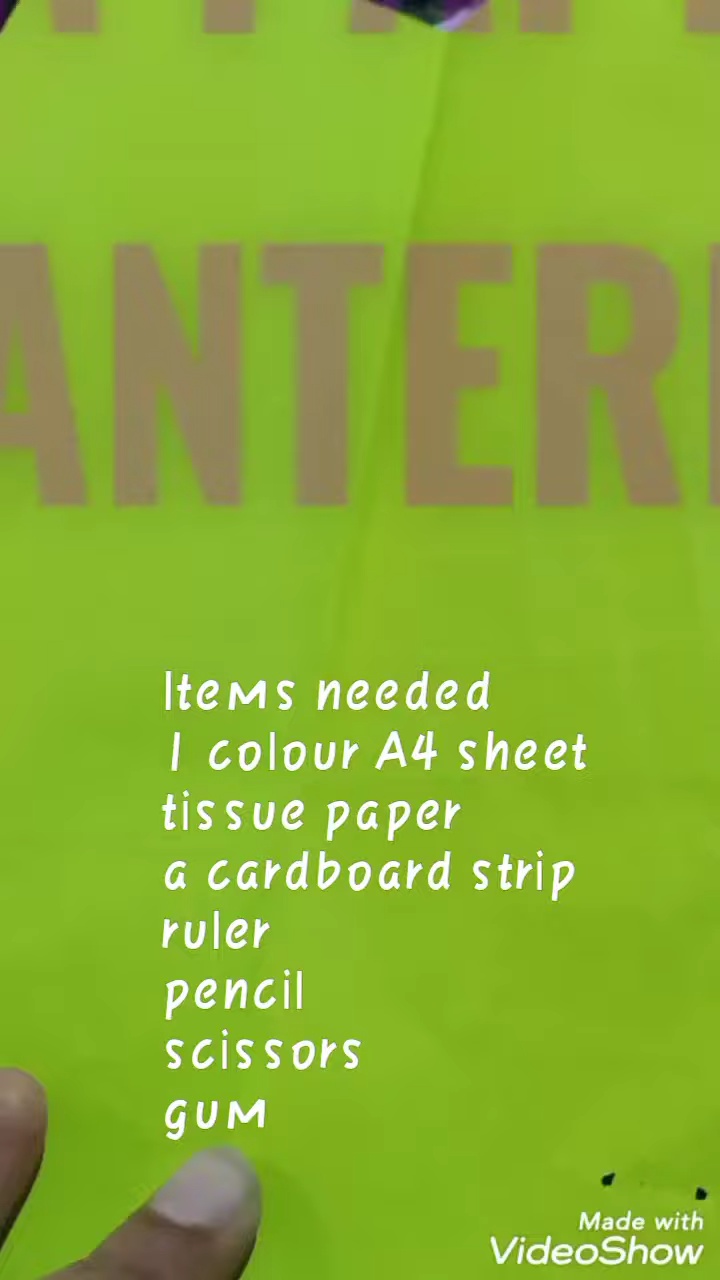 ANTER
Items needed
1 colour A4 sheet
tissue paper
a cardboard strip
ruler
pencil
scissors
gum
Made with
VideoShow